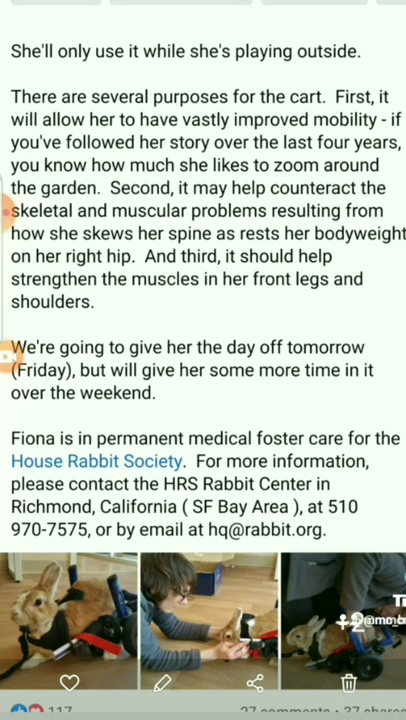 She'll only use it while she's playing outside.
There are several purposes for the cart. First, it
will allow her to have vastly improved mobility - if
you've followed her story over the last four years,
you know how much she likes to zoom around
the garden. Second, it may help counteract the
skeletal and muscular problems resulting from
how she skews her spine as rests her bodyweight
on her right hip. And third, it should help
strengthen the muscles in her front legs and
shoulders.
We're going to give her the day off tomorrow
(Friday), but will give her some more time in it
over the weekend.
Fiona is in permanent medical foster care for the
House Rabbit Society. For more information,
please contact the HRS Rabbit Center in
Richmond, California ( SF Bay Area ), at 510
970-7575, or by email at hq@rabbit.org.
117
27 comments • 37 shares